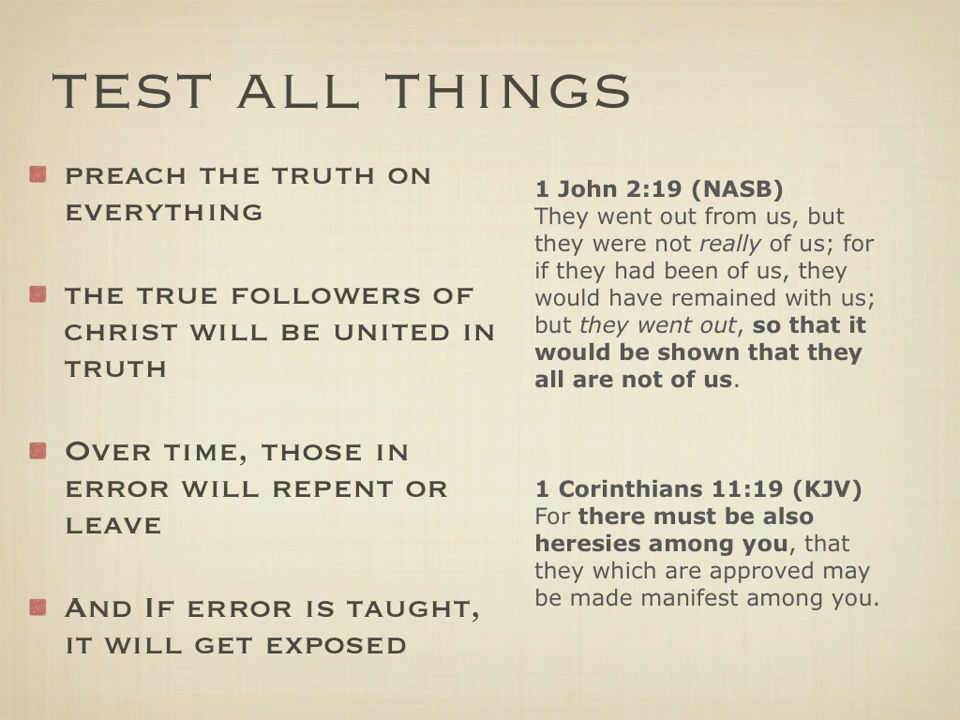 TEST ALL THINGS
PREACH THE TRUTH ON
EVERYTHING
THE TRUE FOLLOWERS OF
CHRIST WILL BE UNITED IN
TRUTH
OVER TIME, THOSE IN
ERROR WILL REPENT OR
LEAVE
AND IF ERROR IS TAUGHT,
IT WILL GET EXPOSED
1 John 2:19 (NASB)
They went out from us, but
they were not really of us; for
if they had been of us, they
would have remained with us;
but they went out, so that it
would be shown that they
all are not of us.
1 Corinthians 11:19 (KJV)
For there must be also
heresies among you, that
they which are approved may
be made manifest among you.